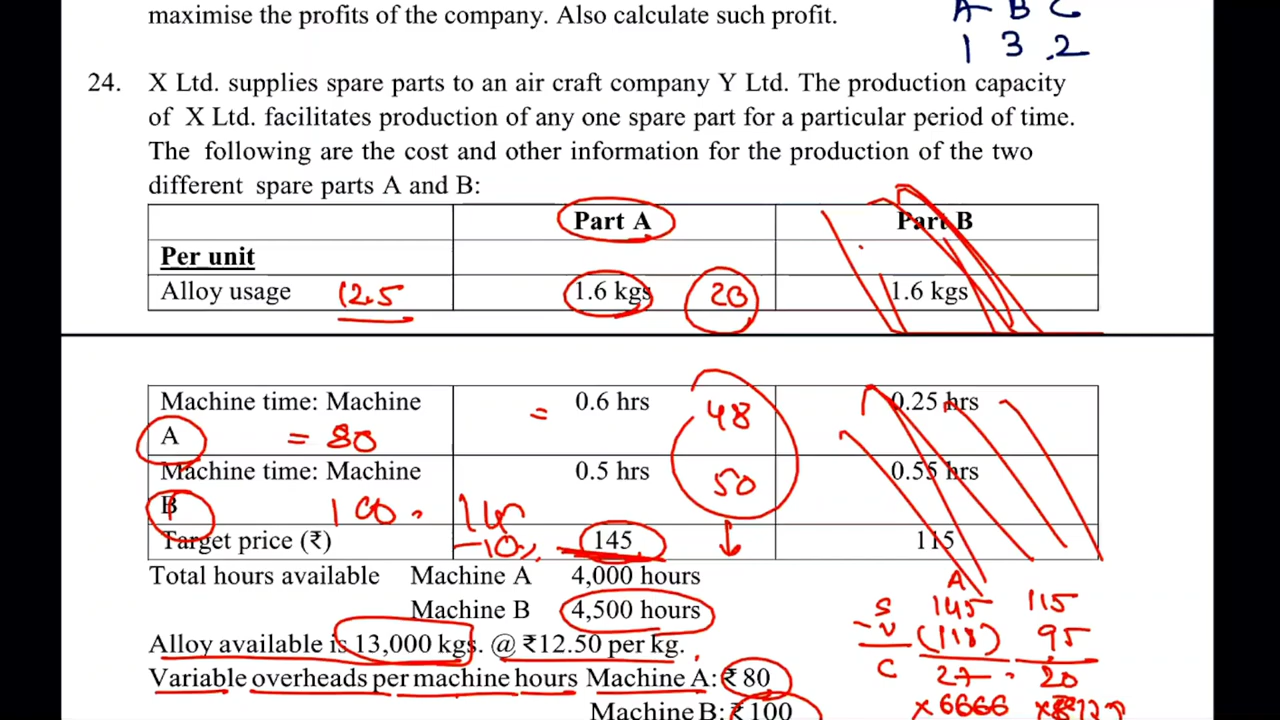 maximise the profits of the company. Also calculate such profit.
A B C
1 3 2
24. X Ltd. supplies spare parts to an air craft company Y Ltd. The production capacity
of X Ltd. facilitates production of any one spare part for a particular period of time.
The following are the cost and other information for the production of the two
different spare parts A and B:
Part A Part B
Per unit
Alloy usage 12.5 1.6 kgs 20 1.6 kgs
Machine time: Machine = 0.6 hrs 48 0.25 hrs
A = 80
Machine time: Machine 0.5 hrs 50 0.55 hrs
B 100 145
Target price (₹) -10% 145 115
Total hours available Machine A 4,000 hours A
Machine B 4,500 hours S 145 115
Alloy available is 13,000 kgs. @ ₹12.50 per kg. -V (118) 95
Variable overheads per machine hours Machine A: ₹ 80 C 27 20
Machine B: ₹ 100 x 6666